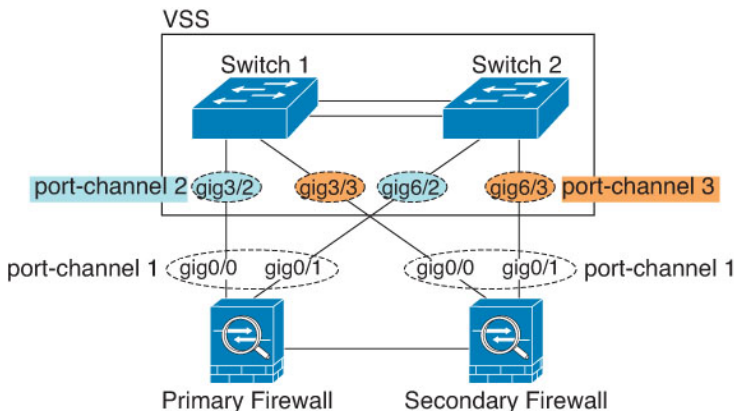 VSS
Switch 1 Switch 2
port-channel 2 gig3/2 gig3/3 gig6/2 gig6/3 port-channel 3
port-channel 1 gig0/0 gig0/1 gig0/0 gig0/1 port-channel 1
Primary Firewall Secondary Firewall